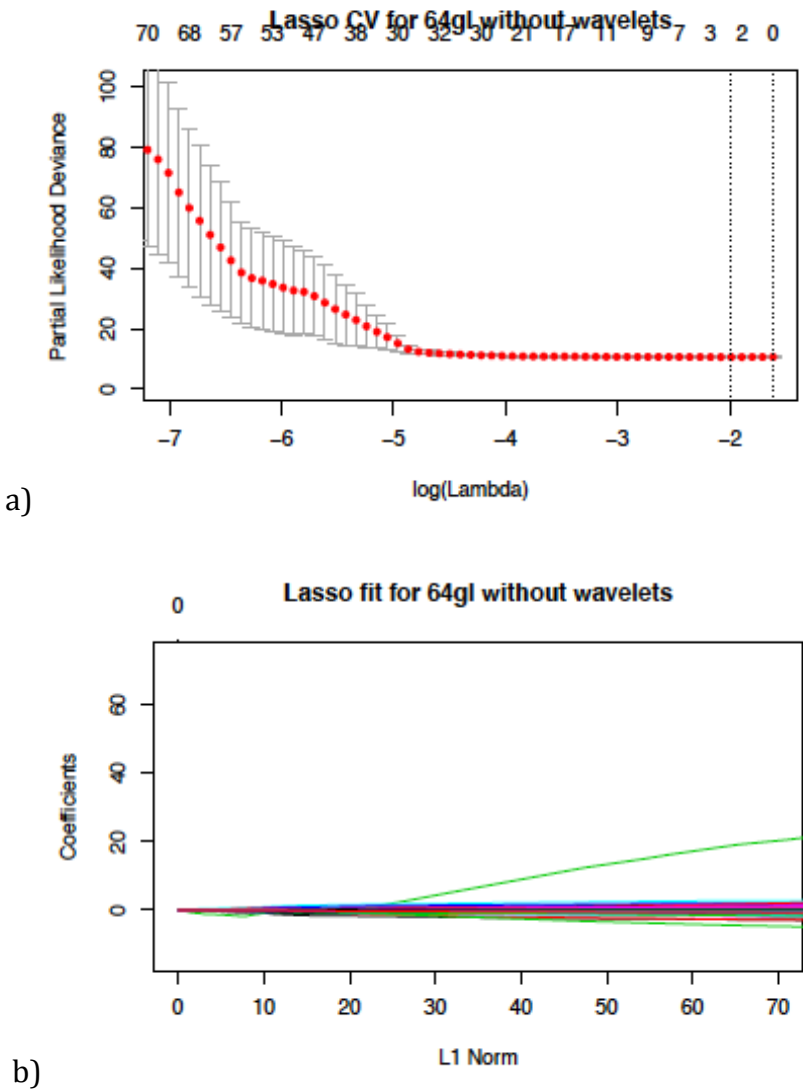 Lasso CV for 64gl without wavelets
70 68 57 53 47 38 30 32 30 21 17 11 9 7 3 2 0
100
80
60
40
20
0
Partial Likelihood Deviance
−7 −6 −5 −4 −3 −2
log(Lambda)
a)
Lasso fit for 64gl without wavelets
0
60
40
20
0
Coefficients
0 10 20 30 40 50 60 70
L1 Norm
b)